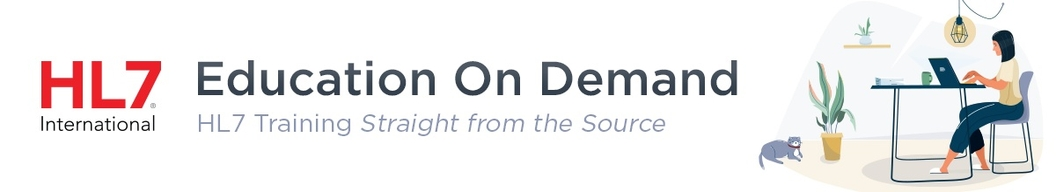 HL7®
International
Education On Demand
HL7 Training Straight from the Source